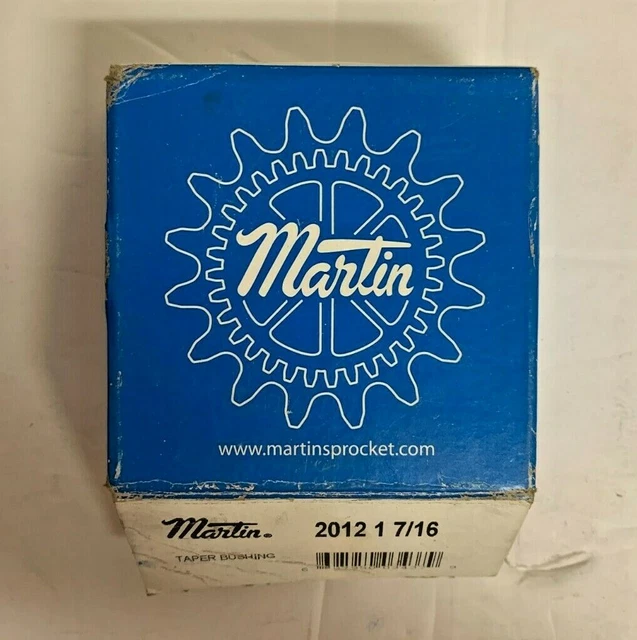 Martin
www.martinsprocket.com
Martin® 2012 1 7/16
TAPER BUSHING